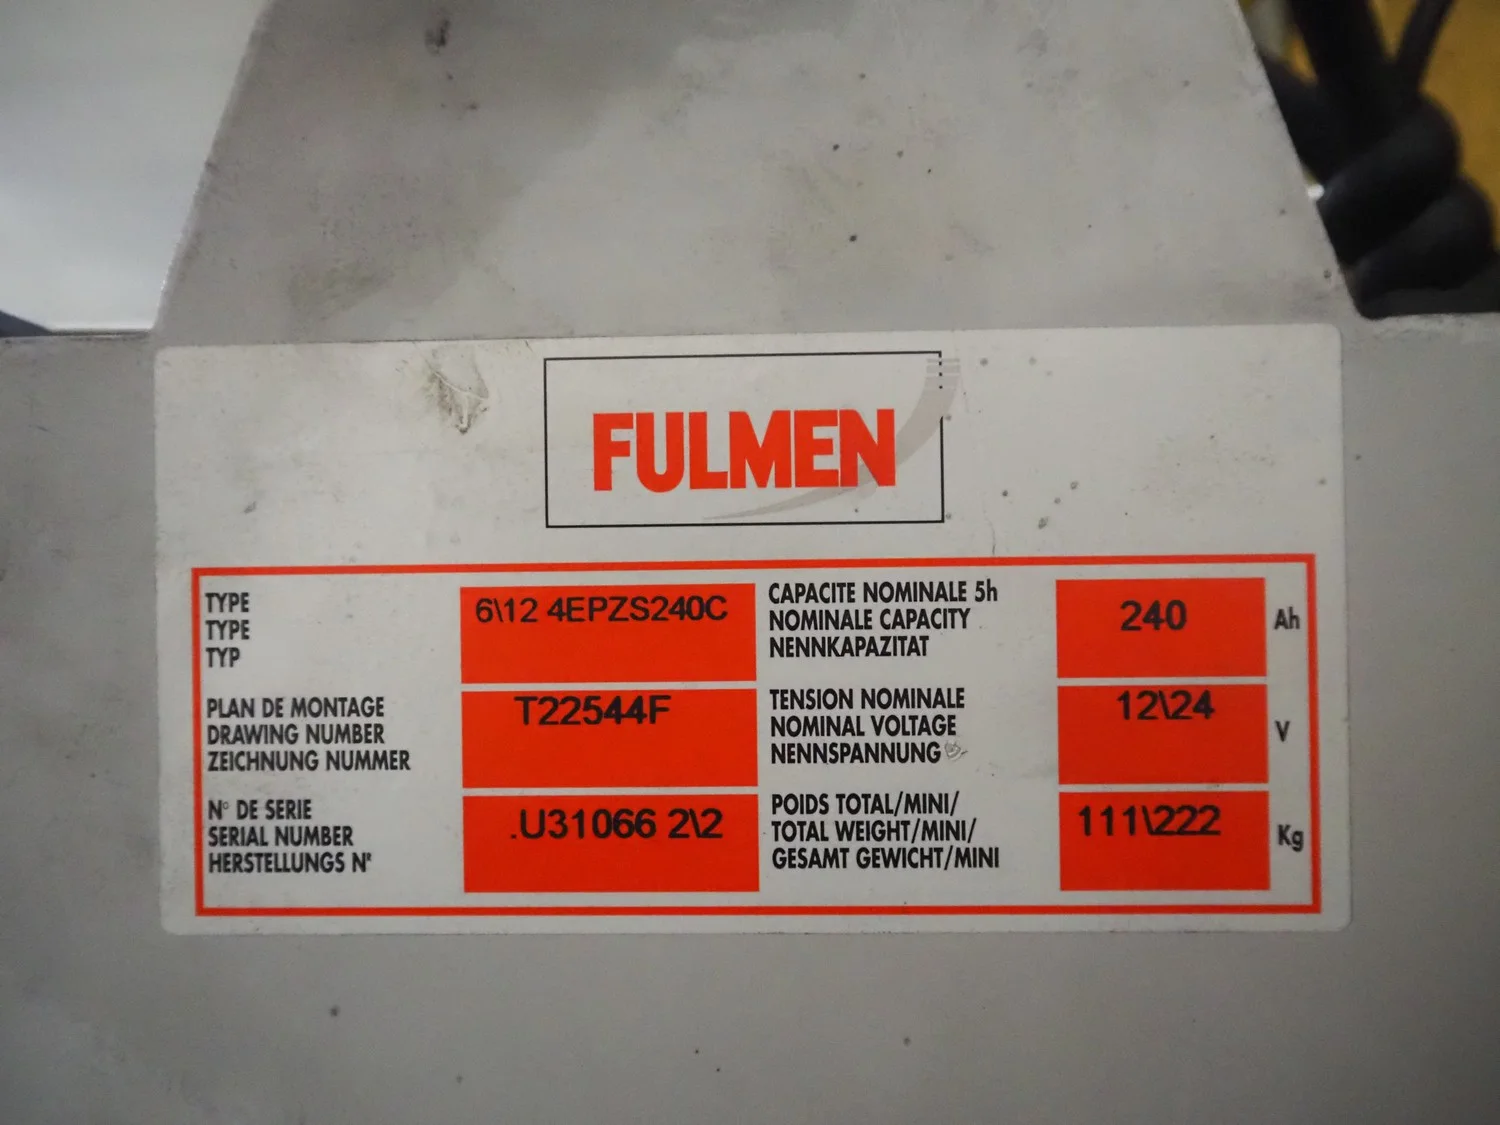 FULMEN
TYPE
TYPE
TYP
6\12 4EPZS240C
CAPACITE NOMINALE 5h
NOMINALE CAPACITY
NENNKAPAZITAT
240
Ah
PLAN DE MONTAGE
DRAWING NUMBER
ZEICHNUNG NUMMER
T22544F
TENSION NOMINALE
NOMINAL VOLTAGE
NENNSPANNUNG
12\24
V
N° DE SERIE
SERIAL NUMBER
HERSTELLUNGS N°
.U31066 2\2
POIDS TOTAL/MINI/
TOTAL WEIGHT/MINI/
GESAMT GEWICHT/MINI
111\222
Kg